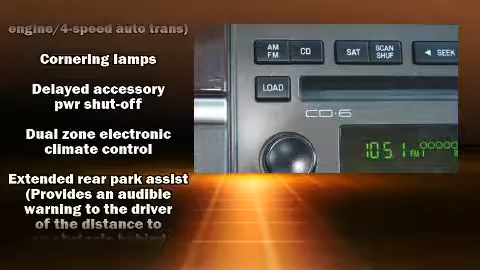 engine/4-speed auto trans)
Cornering lamps
Delayed accessory
pwr shut-off
Dual zone electronic
climate control
Extended rear park assist
(Provides an audible
warning to the driver
of the distance to
AM
FM
CD
SAT
SCAN
SHUF
SEEK
LOAD
CD·6
105.1 FM1